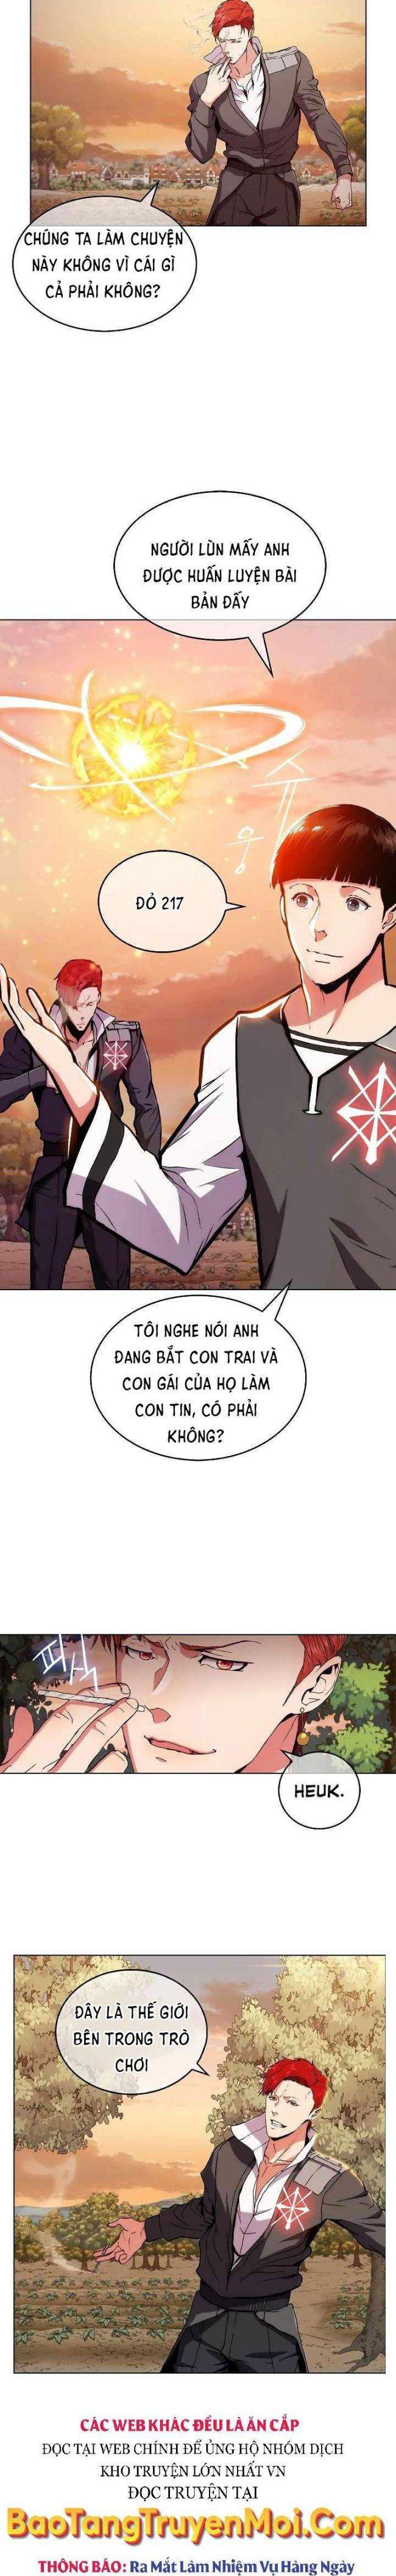 CHÚNG TA LÀM CHUYỆN
NÀY KHÔNG VÌ CÁI GÌ
CẢ PHẢI KHÔNG?
NGƯỜI LÙN MẤY ANH
ĐƯỢC HUẤN LUYỆN BÀI
BẢN ĐẤY
ĐỎ 217
TÔI NGHE NÓI ANH
ĐANG BẮT CON TRAI VÀ
CON GÁI CỦA HỌ LÀM
CON TIN, CÓ PHẢI
KHÔNG?
HEUK.
ĐÂY LÀ THẾ GIỚI
BÊN TRONG TRÒ
CHƠI
CÁC WEB KHÁC ĐỀU LÀ ĂN CẮP
ĐỌC TẠI WEB CHÍNH ĐỂ ỦNG HỘ NHÓM DỊCH
KHO TRUYỆN LỚN NHẤT VN
ĐỌC TRUYỆN TẠI
BaoTangTruyenMoi.Com
THÔNG BÁO: Ra Mắt Làm Nhiệm Vụ Hàng Ngày